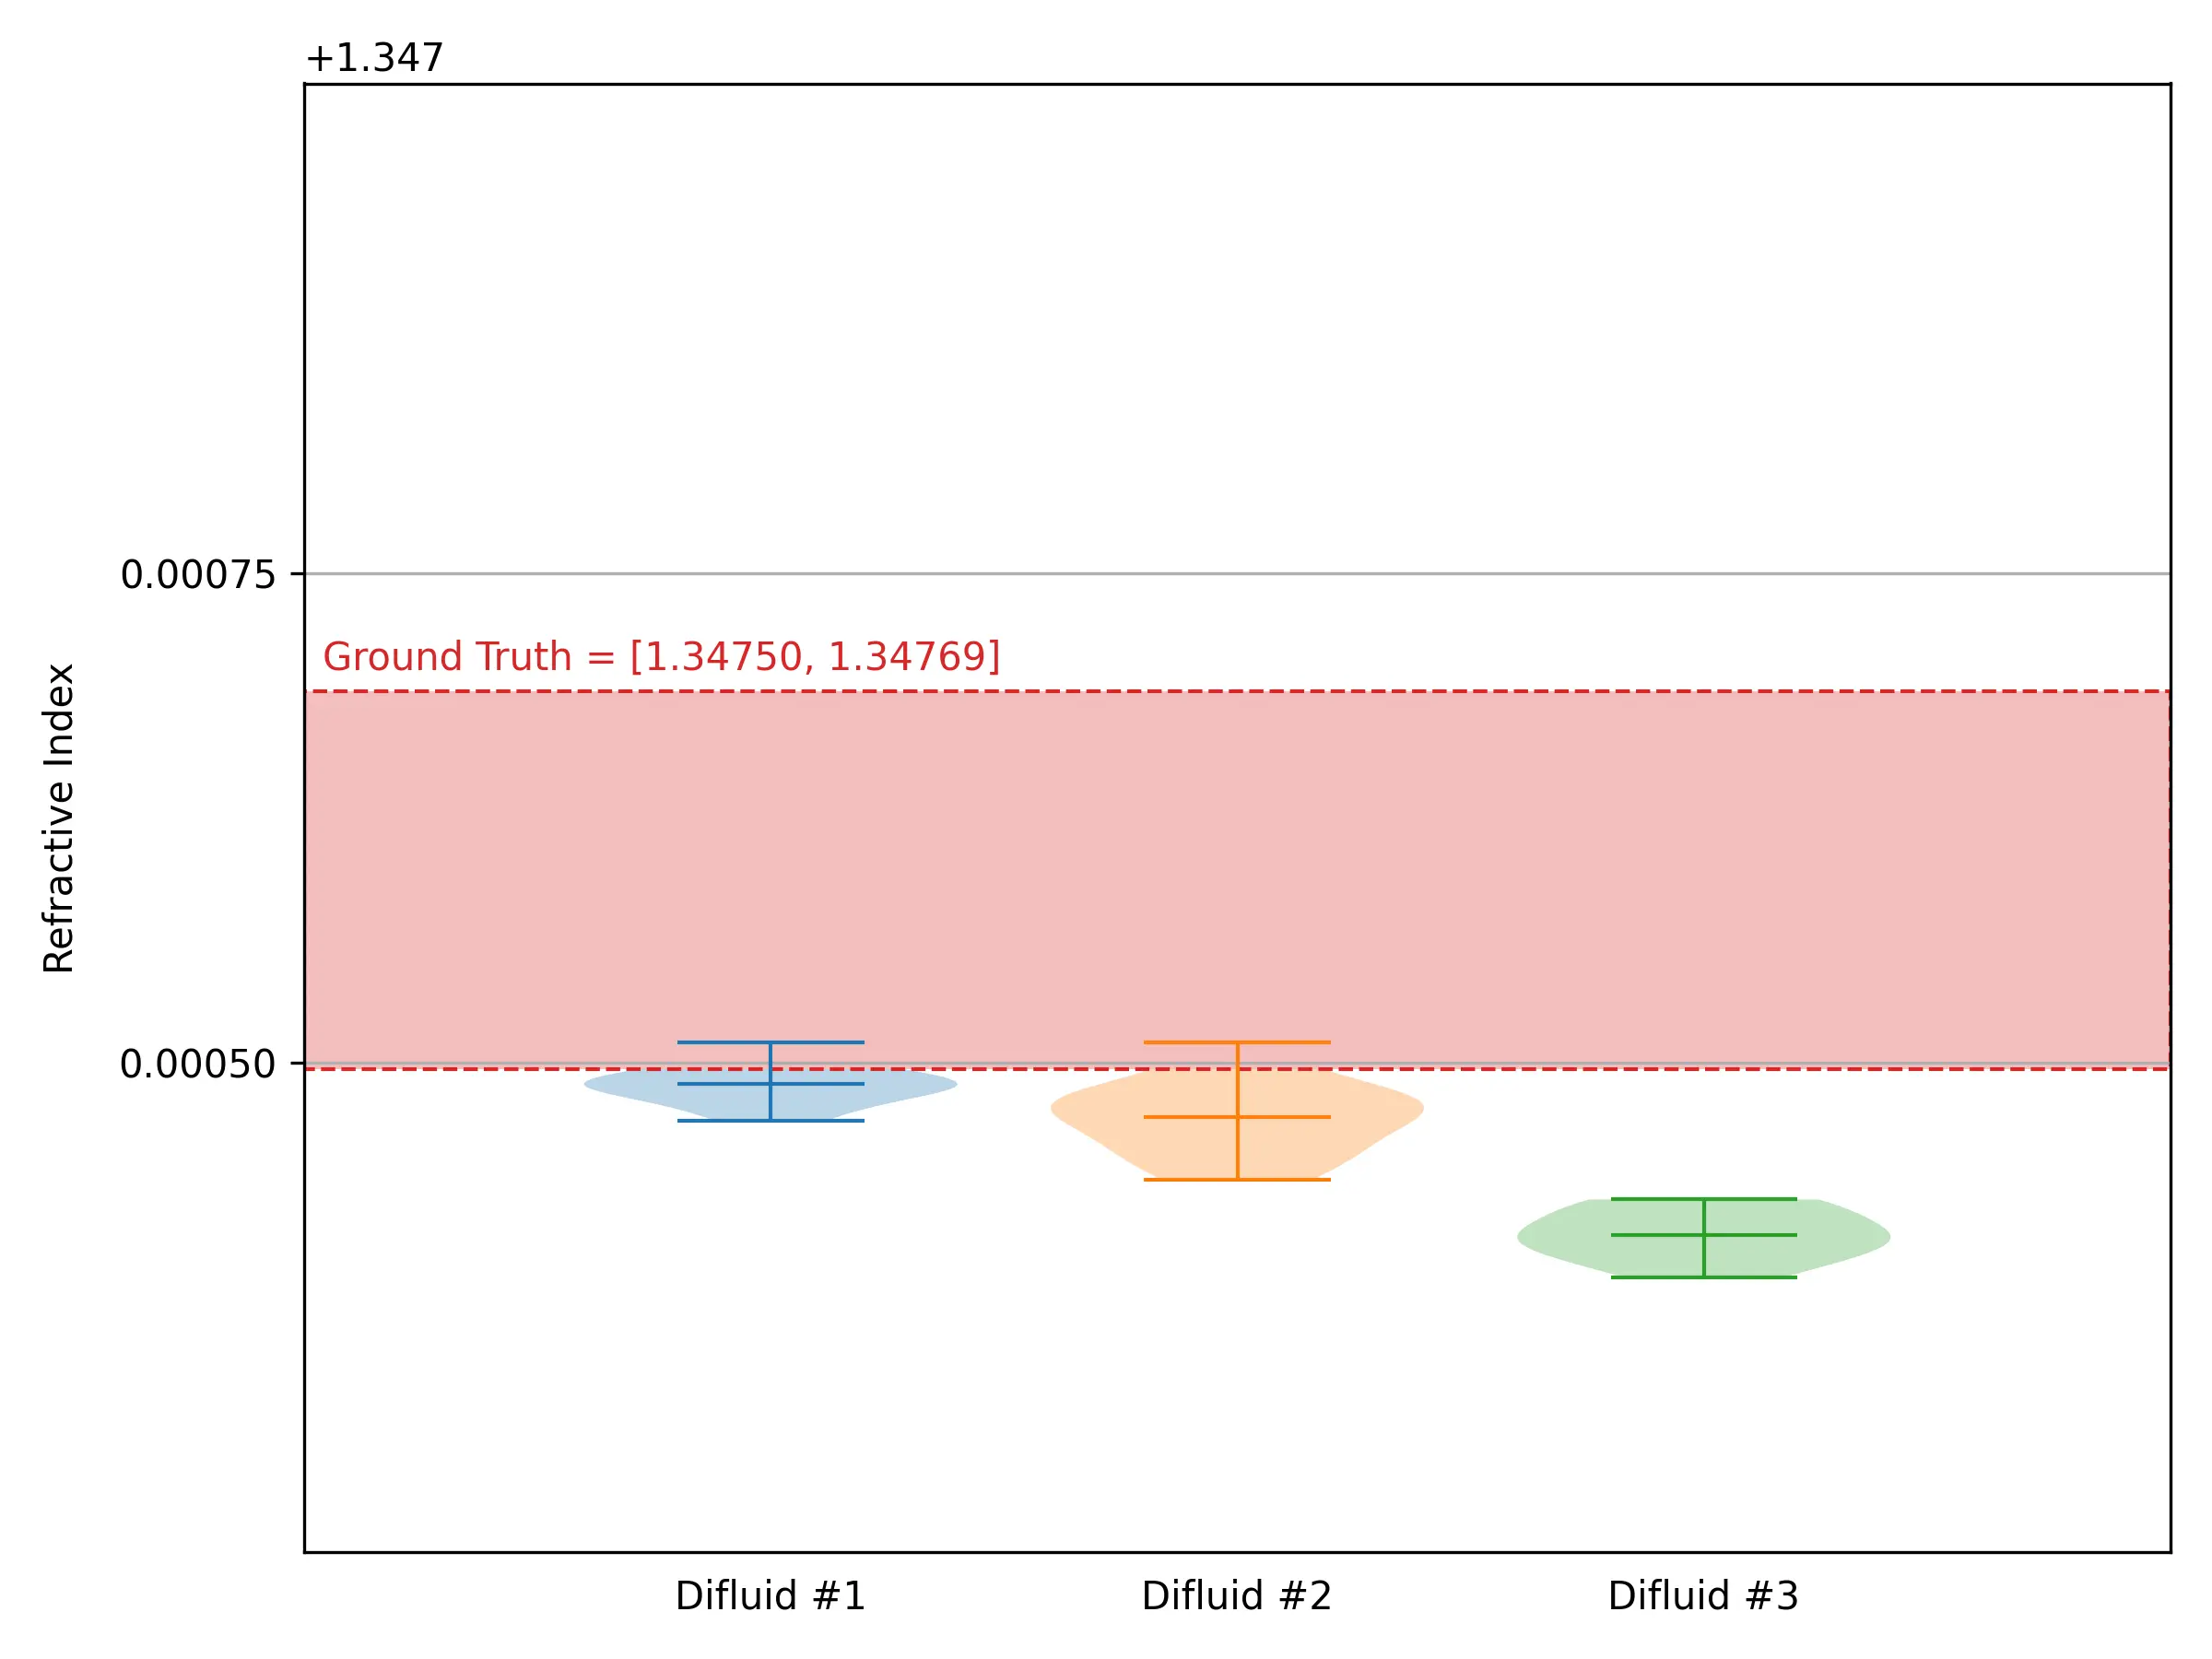 +1.347
0.00075
Ground Truth = [1.34750, 1.34769]
Refractive Index
0.00050
Difluid #1
Difluid #2
Difluid #3